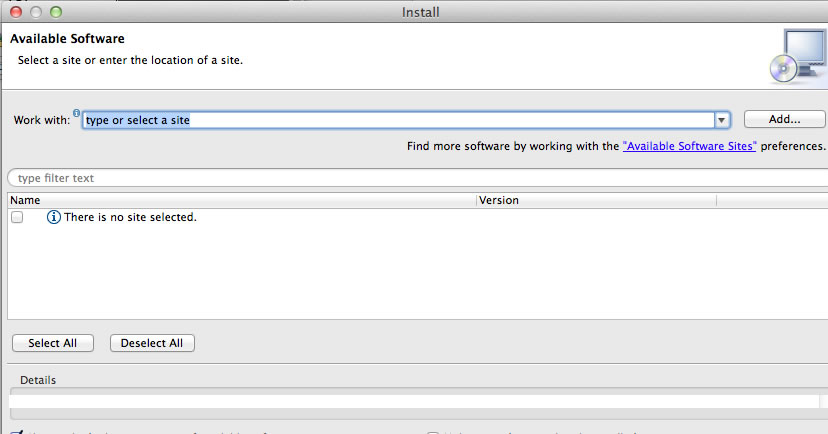 Install
Available Software
Select a site or enter the location of a site.
Work with: type or select a site Add...
Find more software by working with the "Available Software Sites" preferences.
type filter text
Name Version
There is no site selected.
Select All Deselect All
Details